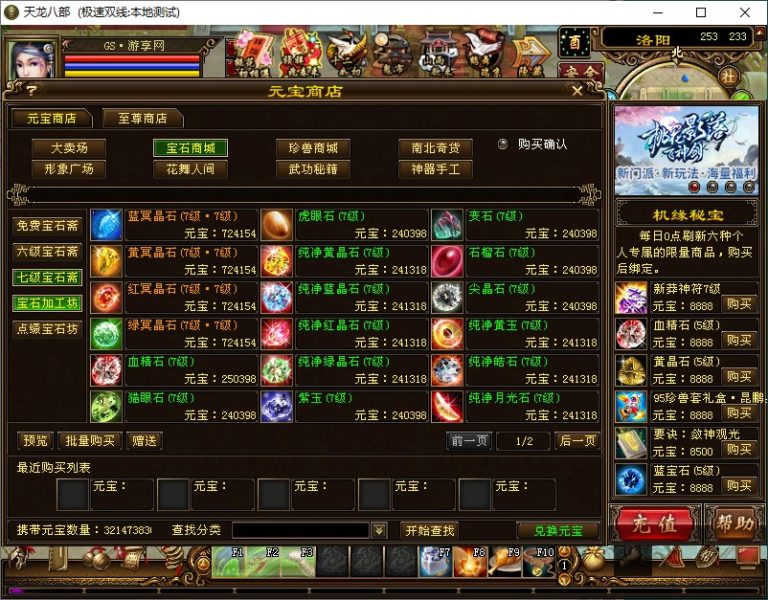 天龙八部 (极速双线:本地测试)
GS·游享网
洛阳
253 233
北
社
安全
?
元宝商店
元宝商店 至尊商店
大卖场 宝石商城 珍兽商城 南北奇货 购买确认
形象广场 花舞人间 武功秘籍 神器手工
免费宝石斋
六级宝石斋
七级宝石斋
宝石加工坊
点缀宝石坊
蓝冥晶石(7级·7级)
元宝:724154
虎眼石(7级)
元宝:240398
变石(7级)
元宝:240398
黄冥晶石(7级·7级)
元宝:724154
纯净黄晶石(7级)
元宝:241318
石榴石(7级)
元宝:240398
红冥晶石(7级·7级)
元宝:724154
纯净蓝晶石(7级)
元宝:241318
尖晶石(7级)
元宝:240398
绿冥晶石(7级·7级)
元宝:724154
纯净红晶石(7级)
元宝:241318
纯净黄玉(7级)
元宝:241318
血精石(7级)
元宝:250398
纯净绿晶石(7级)
元宝:241318
纯净皓石(7级)
元宝:241318
猫眼石(7级)
元宝:240398
紫玉(7级)
元宝:240398
纯净月光石(7级)
元宝:241318
预览 批量购买 赠送 前一页 1/2 后一页
最近购买列表
元宝: 元宝: 元宝: 元宝: 元宝:
携带元宝数量:32147383 查找分类 开始查找 兑换元宝
桃花影落飞神剑
新门派·新玩法·海量福利
机缘秘宝
每日0点刷新六种个
人专属的限量商品,购买
后绑定。
新莽神符7级
元宝:8888 购买
血精石(5级)
元宝:8888 购买
黄晶石(5级)
元宝:8888 购买
95珍兽套礼盒·昆鹏
元宝:8888 购买
要诀:敛神观光
元宝:8500 购买
蓝宝石(5级)
元宝:8888 购买
充值 帮助
F1 F2 F3 F7 F8 F9 F10
1